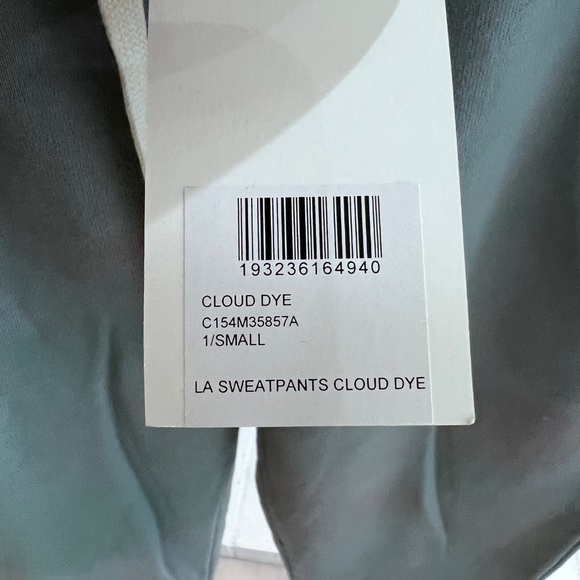 193236164940
CLOUD DYE
C154M35857A
1/SMALL
LA SWEATPANTS CLOUD DYE